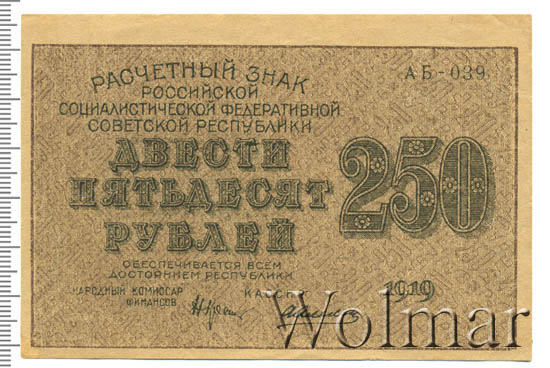 РАСЧЕТНЫЙ ЗНАК
РОССИЙСКОЙ
СОЦИАЛИСТИЧЕСКОЙ ФЕДЕРАТИВНОЙ
СОВЕТСКОЙ РЕСПУБЛИКИ
АБ-039.
ДВЕСТИ
ПЯТЬДЕСЯТ
РУБЛЕЙ
250
ОБЕСПЕЧИВАЕТСЯ ВСЕМ
ДОСТОЯНИЕМ РЕСПУБЛИКИ
1919
НАРОДНЫЙ КОМИССАР
ФИНАНСОВ
Wolmar